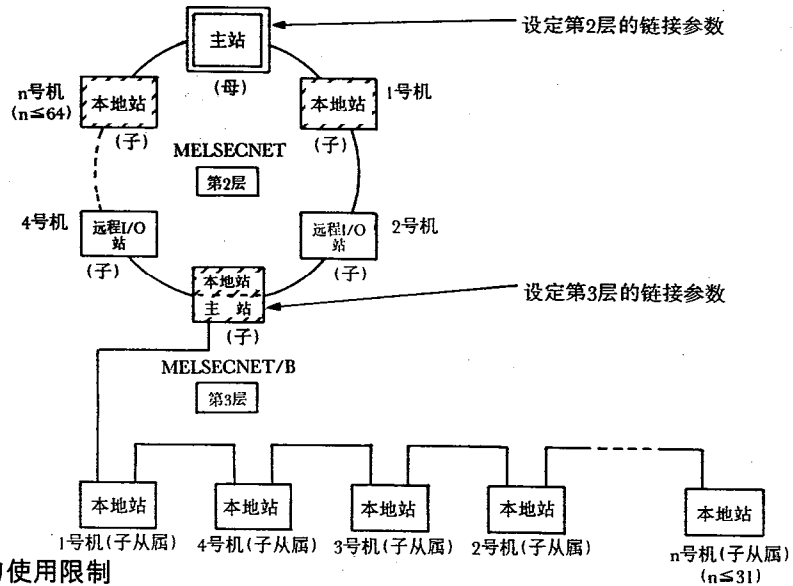 主站
设定第2层的链接参数
(母)
n号机
(n≦64)
本地站
(子)
本地站
1号机
(子)
MELSECNET
第2层
4号机
远程I/O
站
(子)
远程I/O
站
2号机
(子)
本地站
主 站
(子)
设定第3层的链接参数
MELSECNET/B
第3层
本地站
本地站
本地站
本地站
本地站
1号机(子从属)
4号机(子从属)
3号机(子从属)
2号机(子从属)
n号机(子从属)
(n≦31)
使用限制